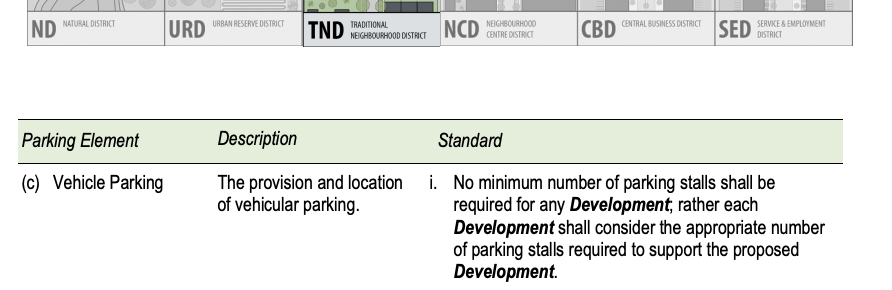 ND NATURAL DISTRICT URD URBAN RESERVE DISTRICT TND TRADITIONAL NEIGHBOURHOOD DISTRICT NCD NEIGHBOURHOOD CENTRE DISTRICT CBD CENTRAL BUSINESS DISTRICT SED SERVICE & EMPLOYMENT DISTRICT
Parking Element Description Standard
(c) Vehicle Parking The provision and location i. No minimum number of parking stalls shall be
of vehicular parking. required for any Development; rather each
Development shall consider the appropriate number
of parking stalls required to support the proposed
Development.